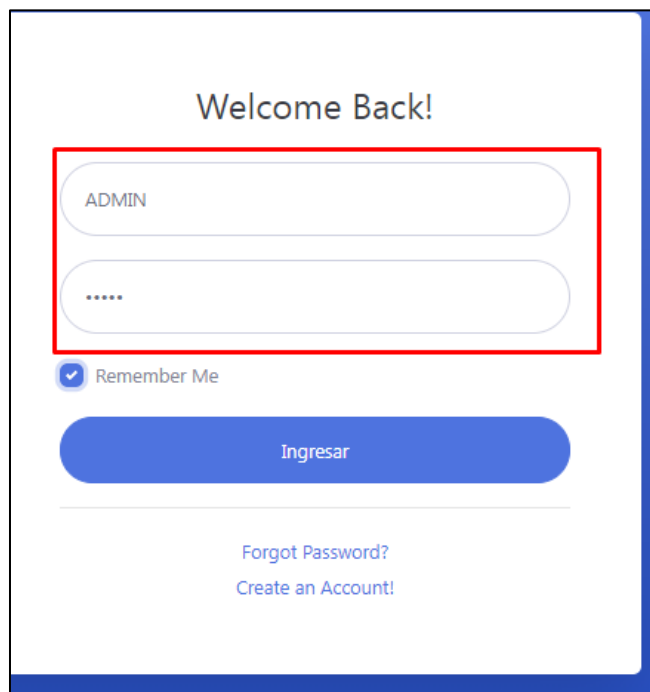 Welcome Back!
ADMIN
•••••
Remember Me
Ingresar
Forgot Password?
Create an Account!